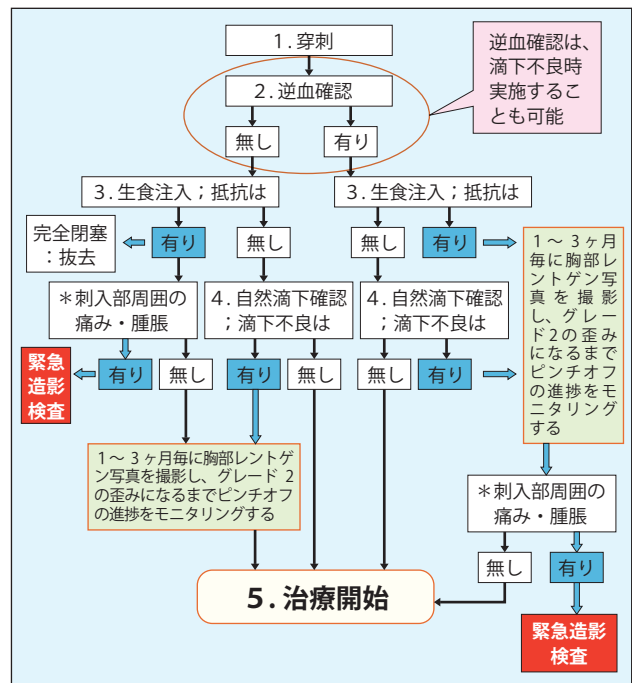 1.穿刺
2.逆血確認
逆血確認は、
滴下不良時
実施するこ
とも可能
無し
有り
3.生食注入;抵抗は
3.生食注入;抵抗は
完全閉塞
:抜去
有り
無し
無し
有り
1~3ヶ月
毎に胸部レ
ントゲン写
真を撮影
し、グレー
ド2の歪み
になるまで
ピンチオフ
の進捗をモ
ニタリング
する
*刺入部周囲の
痛み・腫脹
4.自然滴下確認
;滴下不良は
4.自然滴下確認
;滴下不良は
緊急
造影
検査
有り
無し
有り
無し
無し
有り
1~3ヶ月毎に胸部レントゲ
ン写真を撮影し、グレード2
の歪みになるまでピンチオフ
の進捗をモニタリングする
*刺入部周囲の
痛み・腫脹
無し
有り
5.治療開始
緊急造影
検査